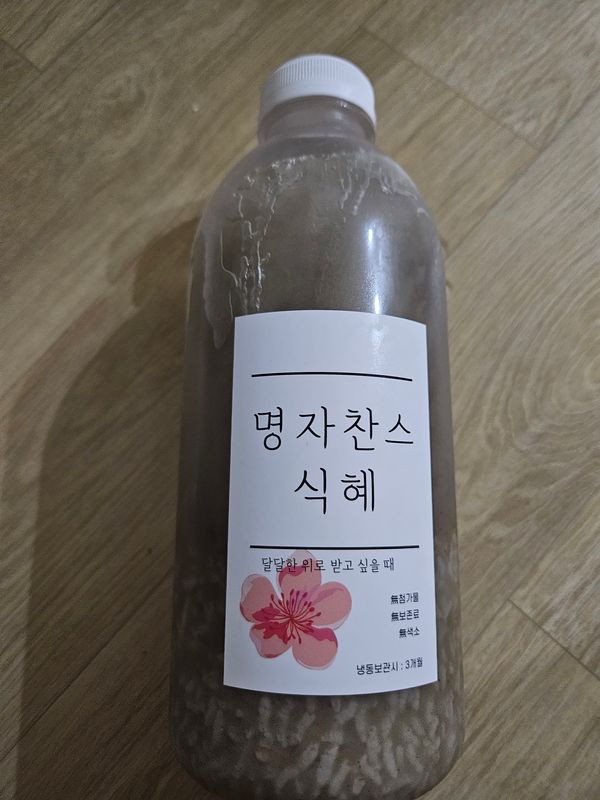 명자찬스
식혜
달달한 위로 받고 싶을 때
無첨가물
無보존료
無색소
냉동보관시 : 3개월